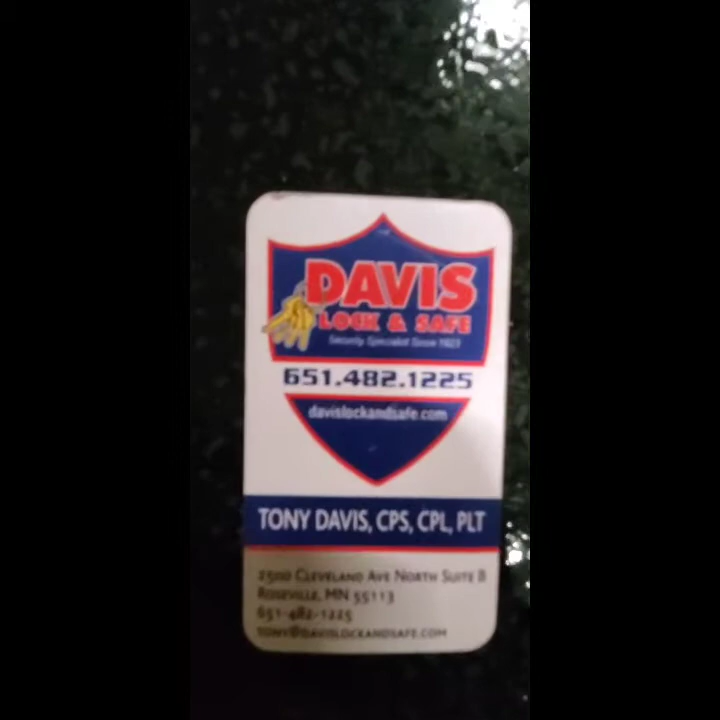 DAVIS
LOCK & SAFE
Security Specialist Since 1923
651.482.1225
davislockandsafe.com
TONY DAVIS, CPS, CPL, PLT
2500 CLEVELAND AVE NORTH SUITE B
ROSEVILLE, MN 55113
651-482-1225
TONY@DAVISLOCKANDSAFE.COM